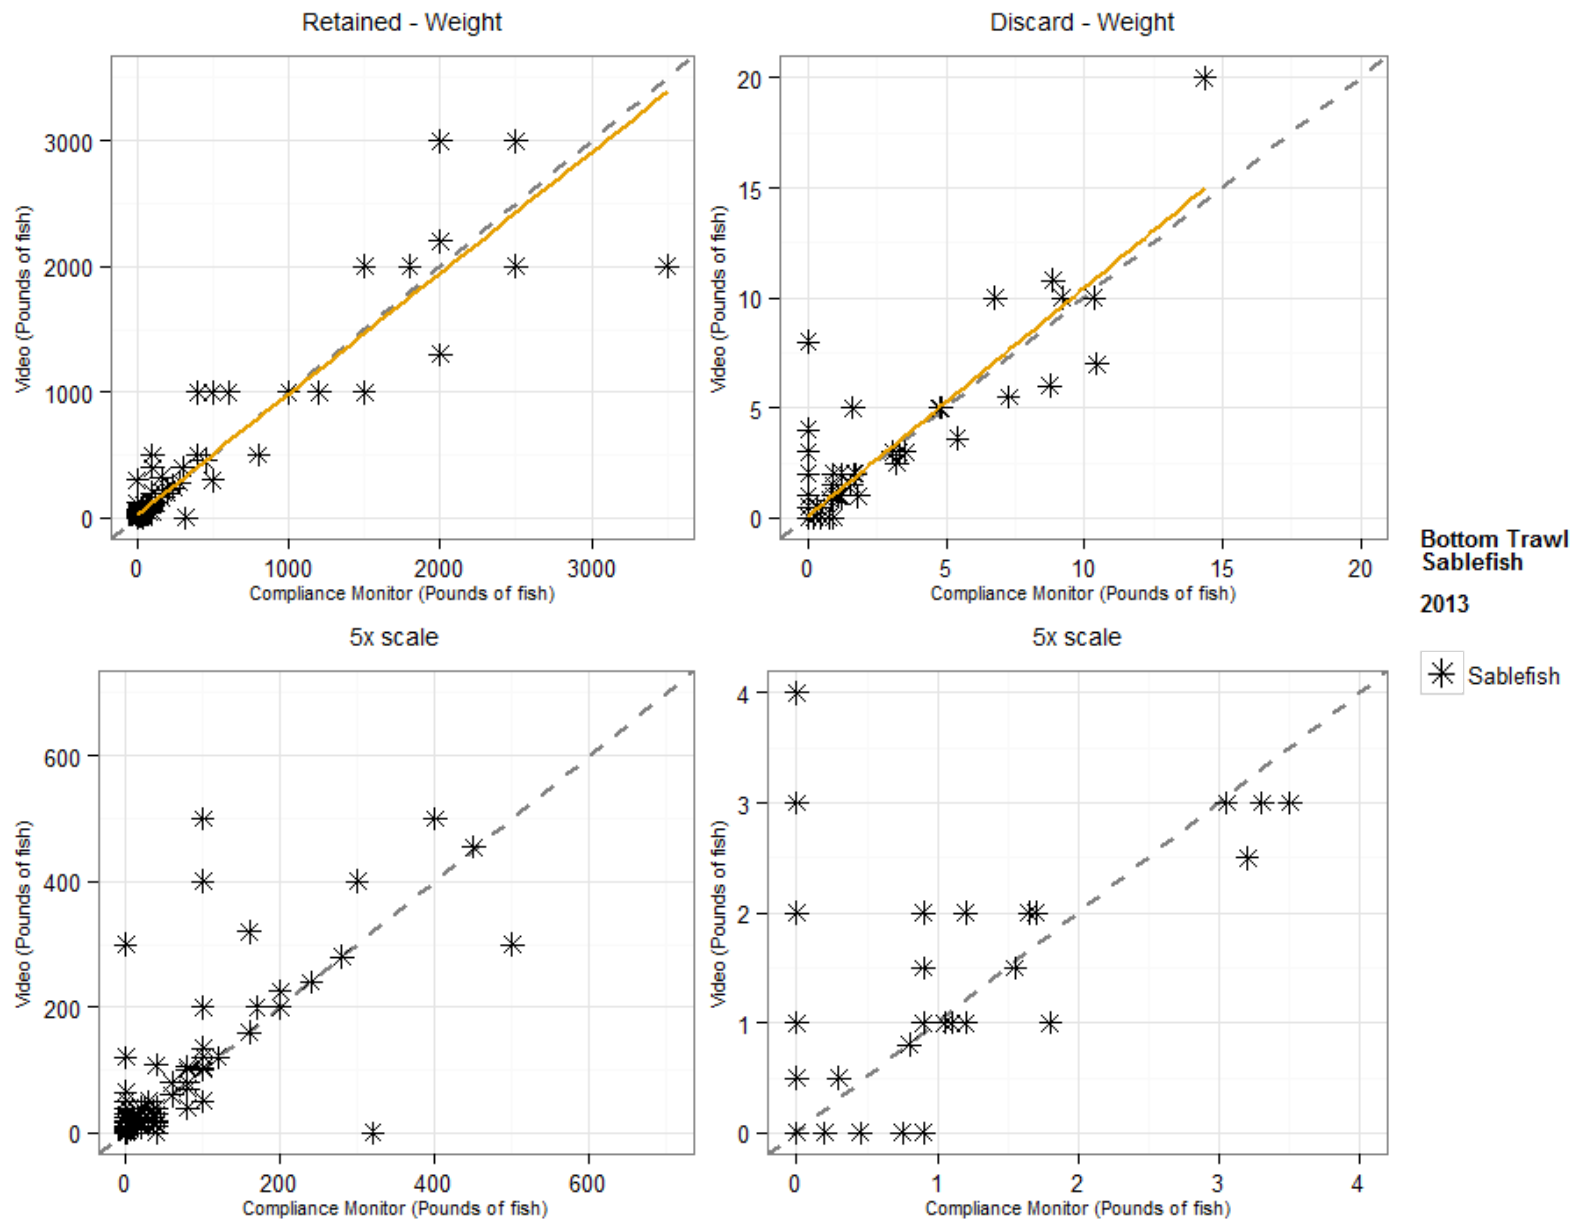 Retained - Weight
Discard - Weight
Video (Pounds of fish)
3000
2000
1000
0
0 1000 2000 3000
Compliance Monitor (Pounds of fish)
Video (Pounds of fish)
20
15
10
5
0
0 5 10 15 20
Compliance Monitor (Pounds of fish)
Bottom Trawl
Sablefish
2013
Sablefish
5x scale
5x scale
Video (Pounds of fish)
600
400
200
0
0 200 400 600
Compliance Monitor (Pounds of fish)
Video (Pounds of fish)
4
3
2
1
0
0 1 2 3 4
Compliance Monitor (Pounds of fish)